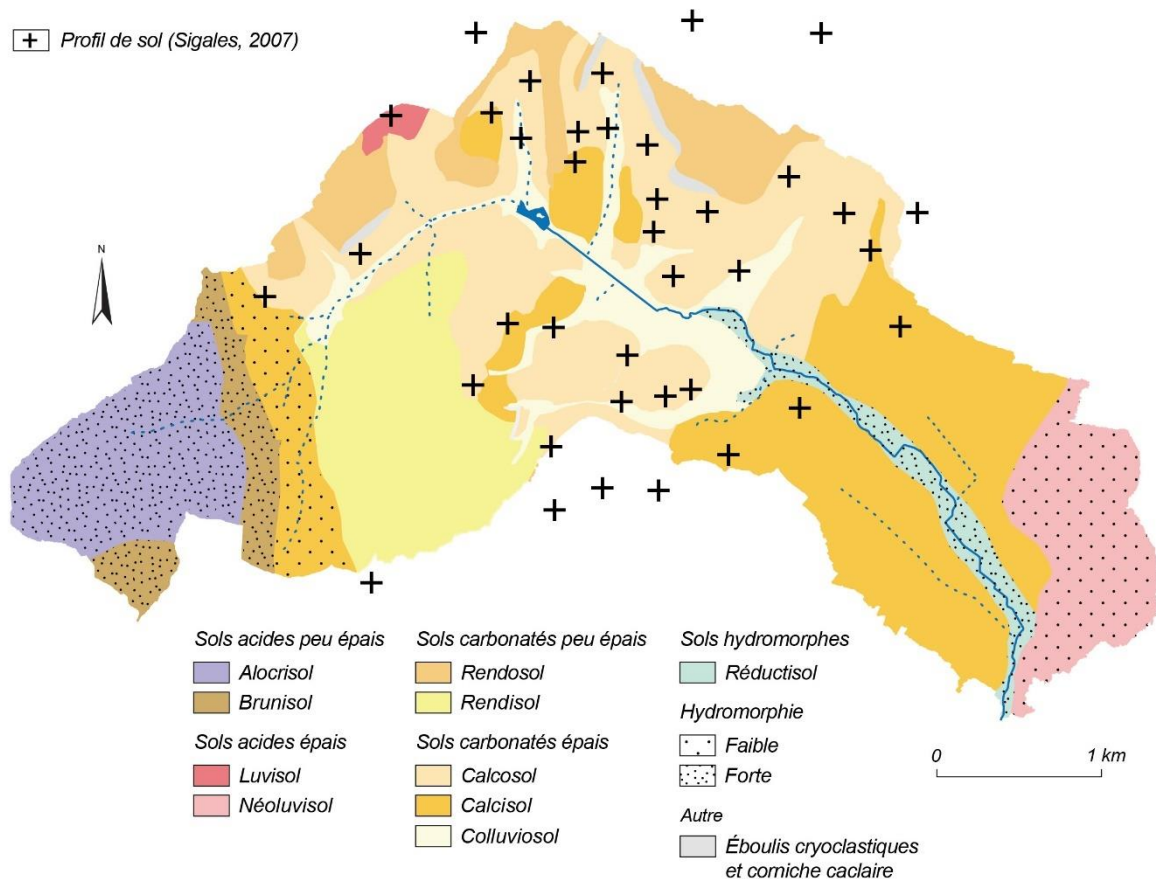 Profil de sol (Sigales, 2007)
N
Sols acides peu épais
Alocrisol
Brunisol
Sols acides épais
Luvisol
Néoluvisol
Sols carbonatés peu épais
Rendosol
Rendisol
Sols carbonatés épais
Calcosol
Calcisol
Colluviosol
Sols hydromorphes
Réductisol
Hydromorphie
Faible
Forte
Autre
Éboulis cryoclastiques
et corniche caclaire
0 1 km